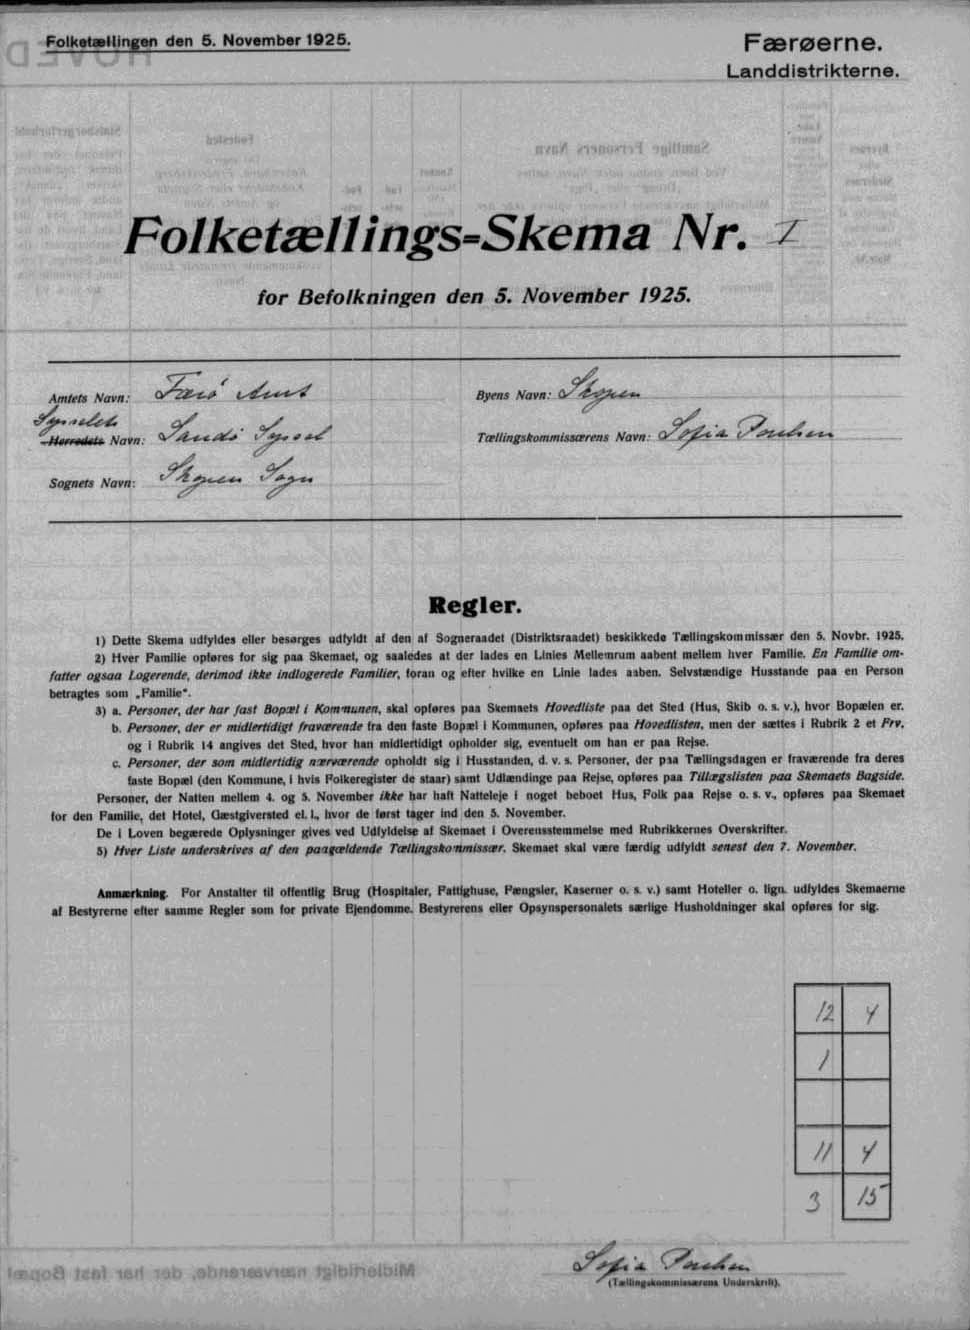 Folketællingen den 5. November 1925.
Færøerne.
Landdistrikterne.
Folketællings=Skema Nr. I
for Befolkningen den 5. November 1925.
Amtets Navn: Færø Amt
Byens Navn: Skopen
Sysselets
Herredets Navn: Sandø Syssel
Tællingskommissærens Navn: Sofia Poulsen
Sognets Navn: Skopen Sogn
Regler.
1) Dette Skema udfyldes eller besørges udfyldt af den af Sogneraadet (Distriktsraadet) beskikkede Tællingskommissær den 5. Novbr. 1925.
2) Hver Familie opføres for sig paa Skemaet, og saaledes at der lades en Linies Mellemrum aabent mellem hver Familie. En Familie om-
fatter ogsaa Logerende, derimod ikke indlogerede Familier, foran og efter hvilke en Linie lades aaben. Selvstændige Husstande paa en Person
betragtes som „Familie“.
3) a. Personer, der har fast Bopæl i Kommunen, skal opføres paa Skemaets Hovedliste paa det Sted (Hus, Skib o. s. v.), hvor Bopælen er.
b. Personer, der er midlertidigt fraværende fra den faste Bopæl i Kommunen, opføres paa Hovedlisten, men der sættes i Rubrik 2 et Frv,
og i Rubrik 14 angives det Sted, hvor han midlertidigt opholder sig, eventuelt om han er paa Rejse.
c. Personer, der som midlertidig nærværende opholdt sig i Husstanden, d. v. s. Personer, der paa Tællingsdagen er fraværende fra deres
faste Bopæl (den Kommune, i hvis Folkeregister de staar) samt Udlændinge paa Rejse, opføres paa Tillægslisten paa Skemaets Bagside.
Personer, der Natten mellem 4. og 5. November ikke har haft Natteleje i noget beboet Hus, Folk paa Rejse o. s. v., opføres paa Skemaet
for den Familie, det Hotel, Gæstgiversted el. l., hvor de først tager ind den 5. November.
De i Loven begærede Oplysninger gives ved Udfyldelse af Skemaet i Overensstemmelse med Rubrikkernes Overskrifter.
5) Hver Liste underskrives af den paagældende Tællingskommissær. Skemaet skal være færdig udfyldt senest den 7. November.
Anmærkning. For Anstalter til offentlig Brug (Hospitaler, Fattighuse, Fængsler, Kaserner o. s. v.) samt Hoteller o. lign. udfyldes Skemaerne
af Bestyrerne efter samme Regler som for private Ejendomme. Bestyrerens eller Opsynspersonalets særlige Husholdninger skal opføres for sig.
12 4
1
11 4
3 15
Sofia Poulsen
(Tællingskommissærens Underskrift).